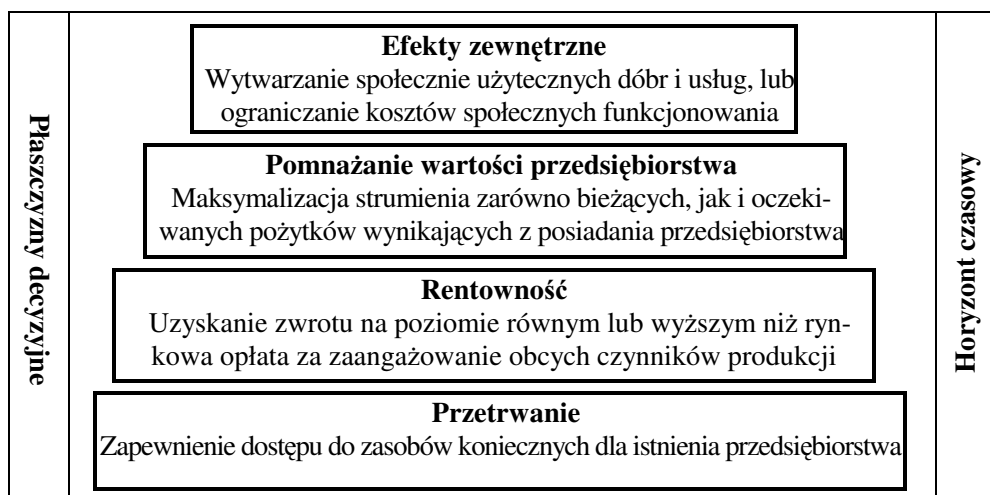 Płaszczyzny decyzyjne
Efekty zewnętrzne
Wytwarzanie społecznie użytecznych dóbr i usług, lub
ograniczanie kosztów społecznych funkcjonowania
Pomnażanie wartości przedsiębiorstwa
Maksymalizacja strumienia zarówno bieżących, jak i oczeki-
wanych pożytków wynikających z posiadania przedsiębiorstwa
Rentowność
Uzyskanie zwrotu na poziomie równym lub wyższym niż ryn-
kowa opłata za zaangażowanie obcych czynników produkcji
Przetrwanie
Zapewnienie dostępu do zasobów koniecznych dla istnienia przedsiębiorstwa
Horyzont czasowy